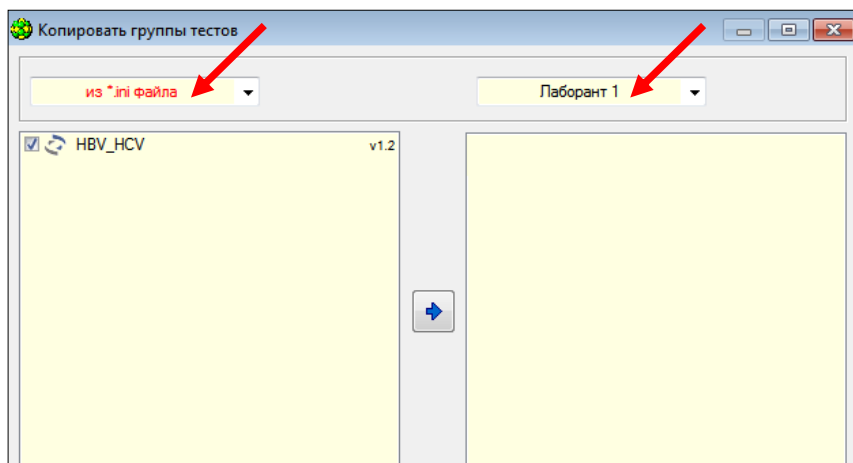 Копировать группы тестов
из *.ini файла
Лаборант 1
HBV_HCV v1.2